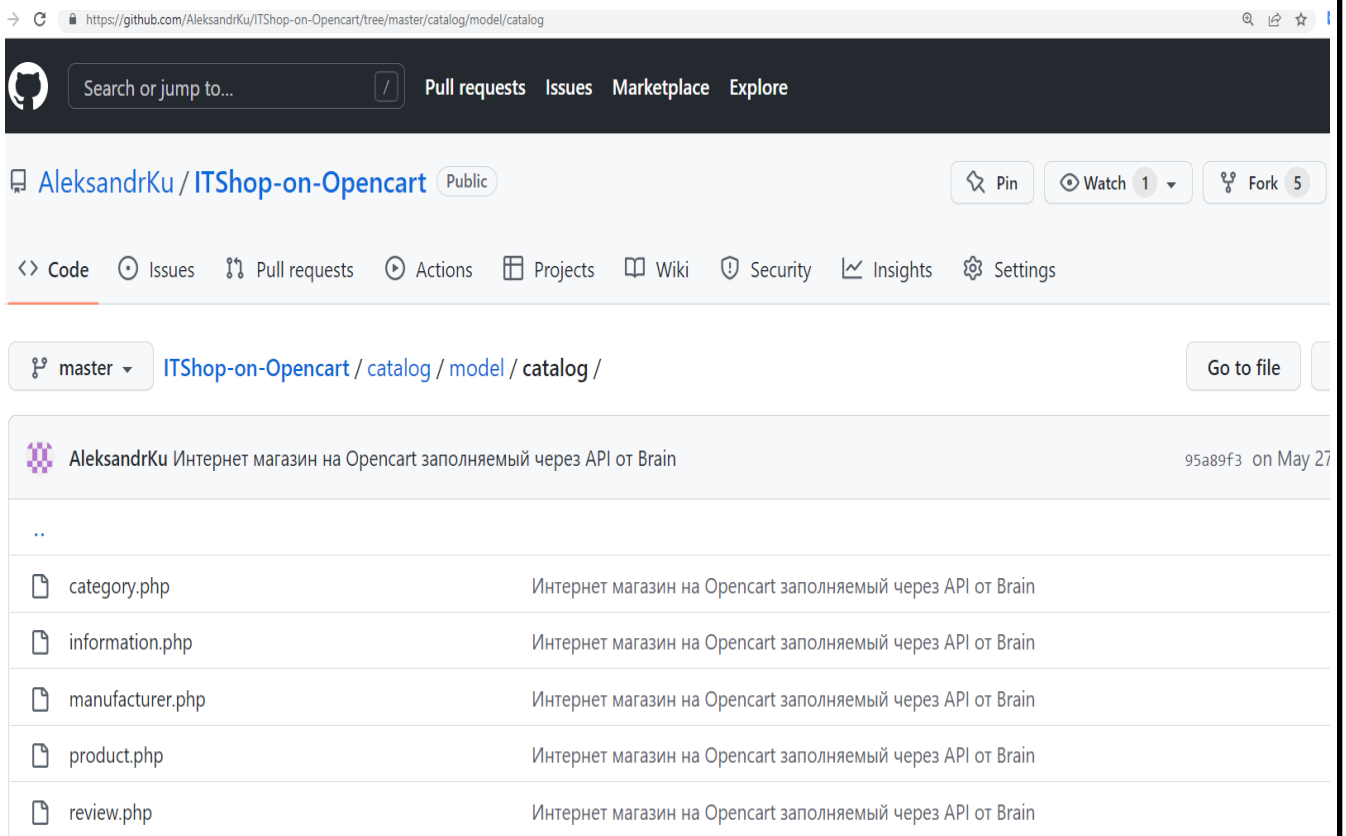 https://github.com/AleksandrKu/ITShop-on-Opencart/tree/master/catalog/model/catalog
Search or jump to... / Pull requests Issues Marketplace Explore
AleksandrKu / ITShop-on-Opencart Public Pin Watch 1 Fork 5
Code Issues Pull requests Actions Projects Wiki Security Insights Settings
master ITShop-on-Opencart / catalog / model / catalog / Go to file
AleksandrKu Интернет магазин на Opencart заполняемый через API от Brain 95a89f3 on May 27
..
category.php Интернет магазин на Opencart заполняемый через API от Brain
information.php Интернет магазин на Opencart заполняемый через API от Brain
manufacturer.php Интернет магазин на Opencart заполняемый через API от Brain
product.php Интернет магазин на Opencart заполняемый через API от Brain
review.php Интернет магазин на Opencart заполняемый через API от Brain